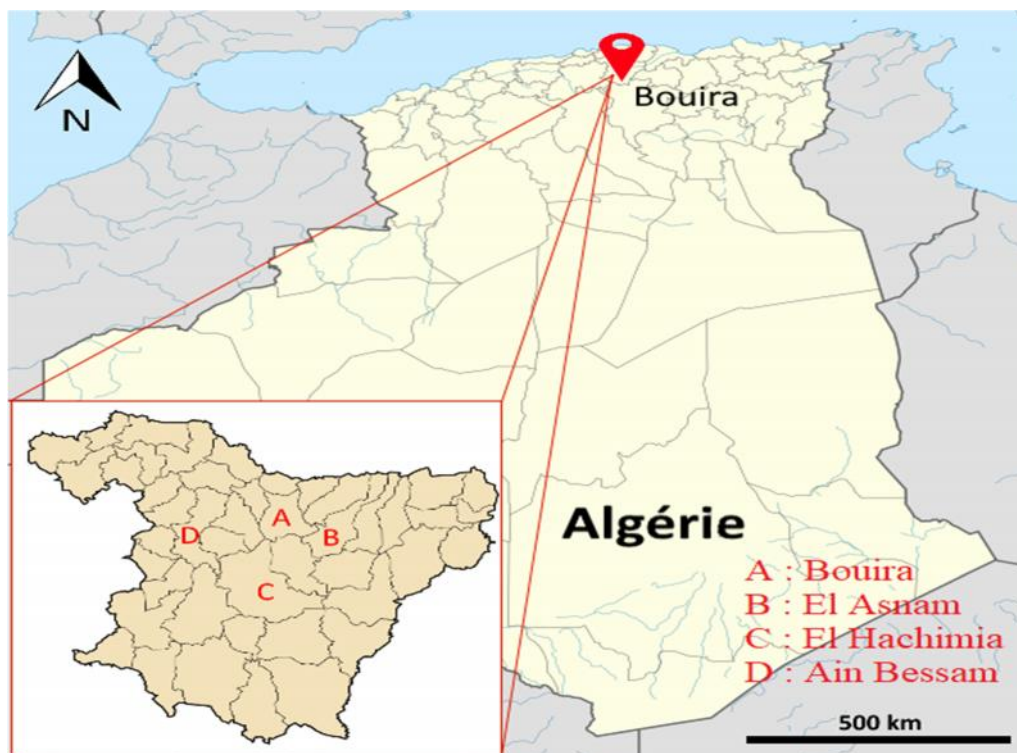 N
Bouira
Algérie
A
B
C
D
A : Bouira
B : El Asnam
C : El Hachimia
D : Ain Bessam
500 km